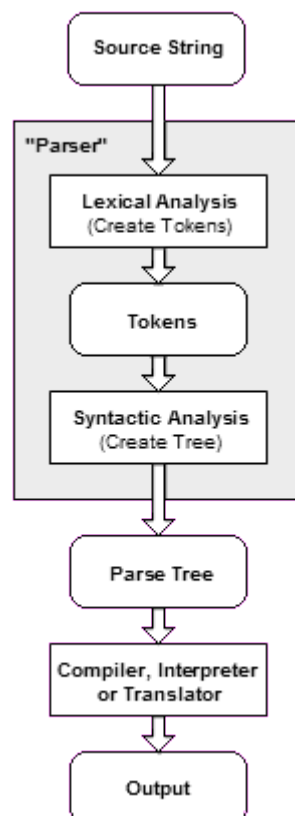 Source String
"Parser"
Lexical Analysis
(Create Tokens)
Tokens
Syntactic Analysis
(Create Tree)
Parse Tree
Compiler, Interpreter
or Translator
Output